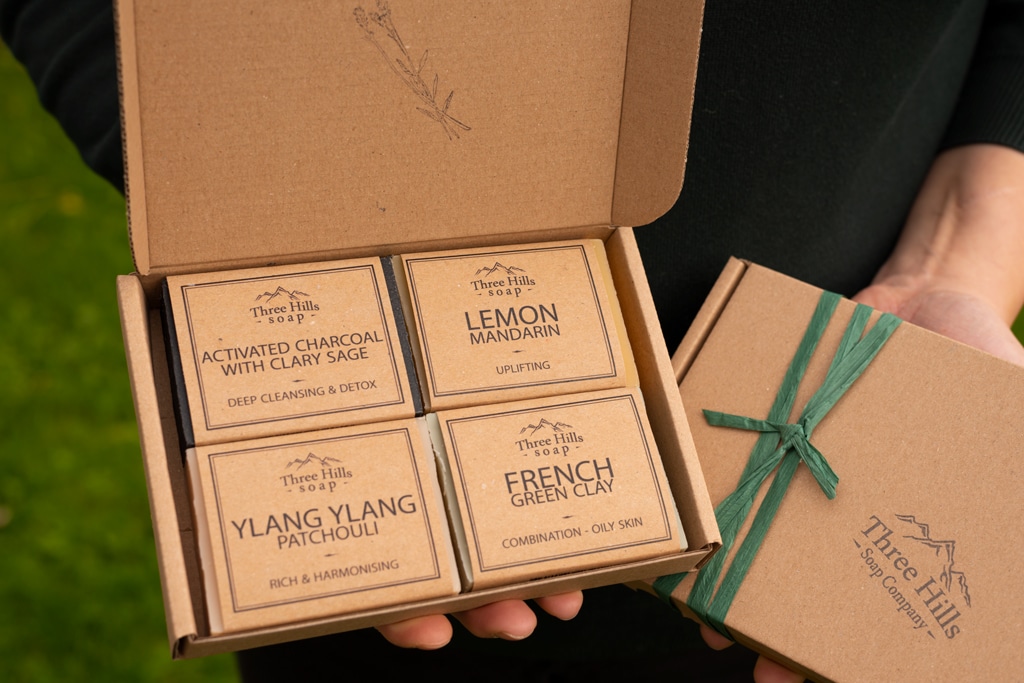 Three Hills
- soap -
ACTIVATED CHARCOAL
WITH CLARY SAGE
DEEP CLEANSING & DETOX
Three Hills
- soap -
LEMON
MANDARIN
UPLIFTING
Three Hills
- soap -
YLANG YLANG
PATCHOULI
RICH & HARMONISING
Three Hills
- soap -
FRENCH
GREEN CLAY
COMBINATION - OILY SKIN
Three Hills
- Soap Company -